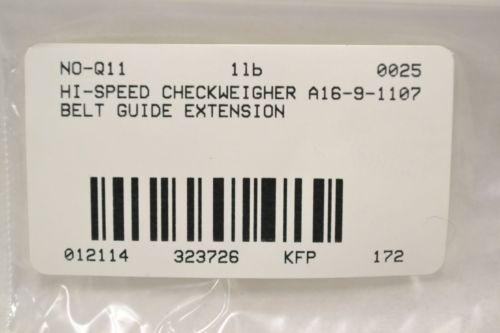 NO-Q11 1lb 0025
HI-SPEED CHECKWEIGHER A16-9-1107
BELT GUIDE EXTENSION
012114 323726 KFP 172